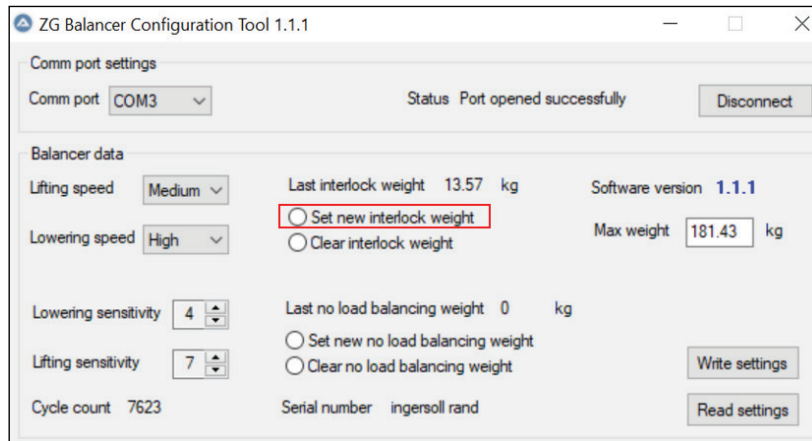 ZG Balancer Configuration Tool 1.1.1
Comm port settings
Comm port COM3 Status Port opened successfully Disconnect
Balancer data
Lifting speed Medium Last interlock weight 13.57 kg Software version 1.1.1
Set new interlock weight
Lowering speed High Clear interlock weight Max weight 181.43 kg
Lowering sensitivity 4 Last no load balancing weight 0 kg
Set new no load balancing weight
Lifting sensitivity 7 Clear no load balancing weight Write settings
Cycle count 7623 Serial number ingersoll rand Read settings